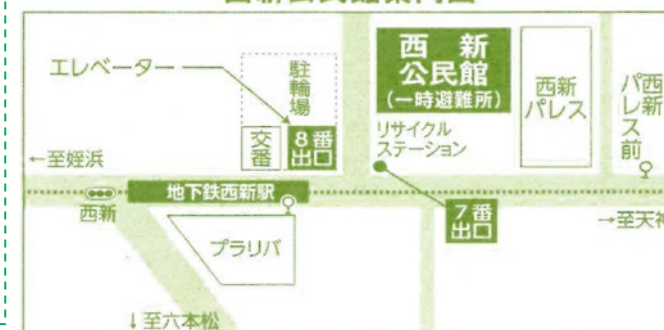 西新公民館案内図
エレベーター
駐輪場
西新
公民館
(一時避難所)
西新
パレス
西新
パレス前
交番
8番
出口
リサイクル
ステーション
←至姪浜
地下鉄西新駅
西新
7番
出口
→至天神
プラリバ
↓至六本松